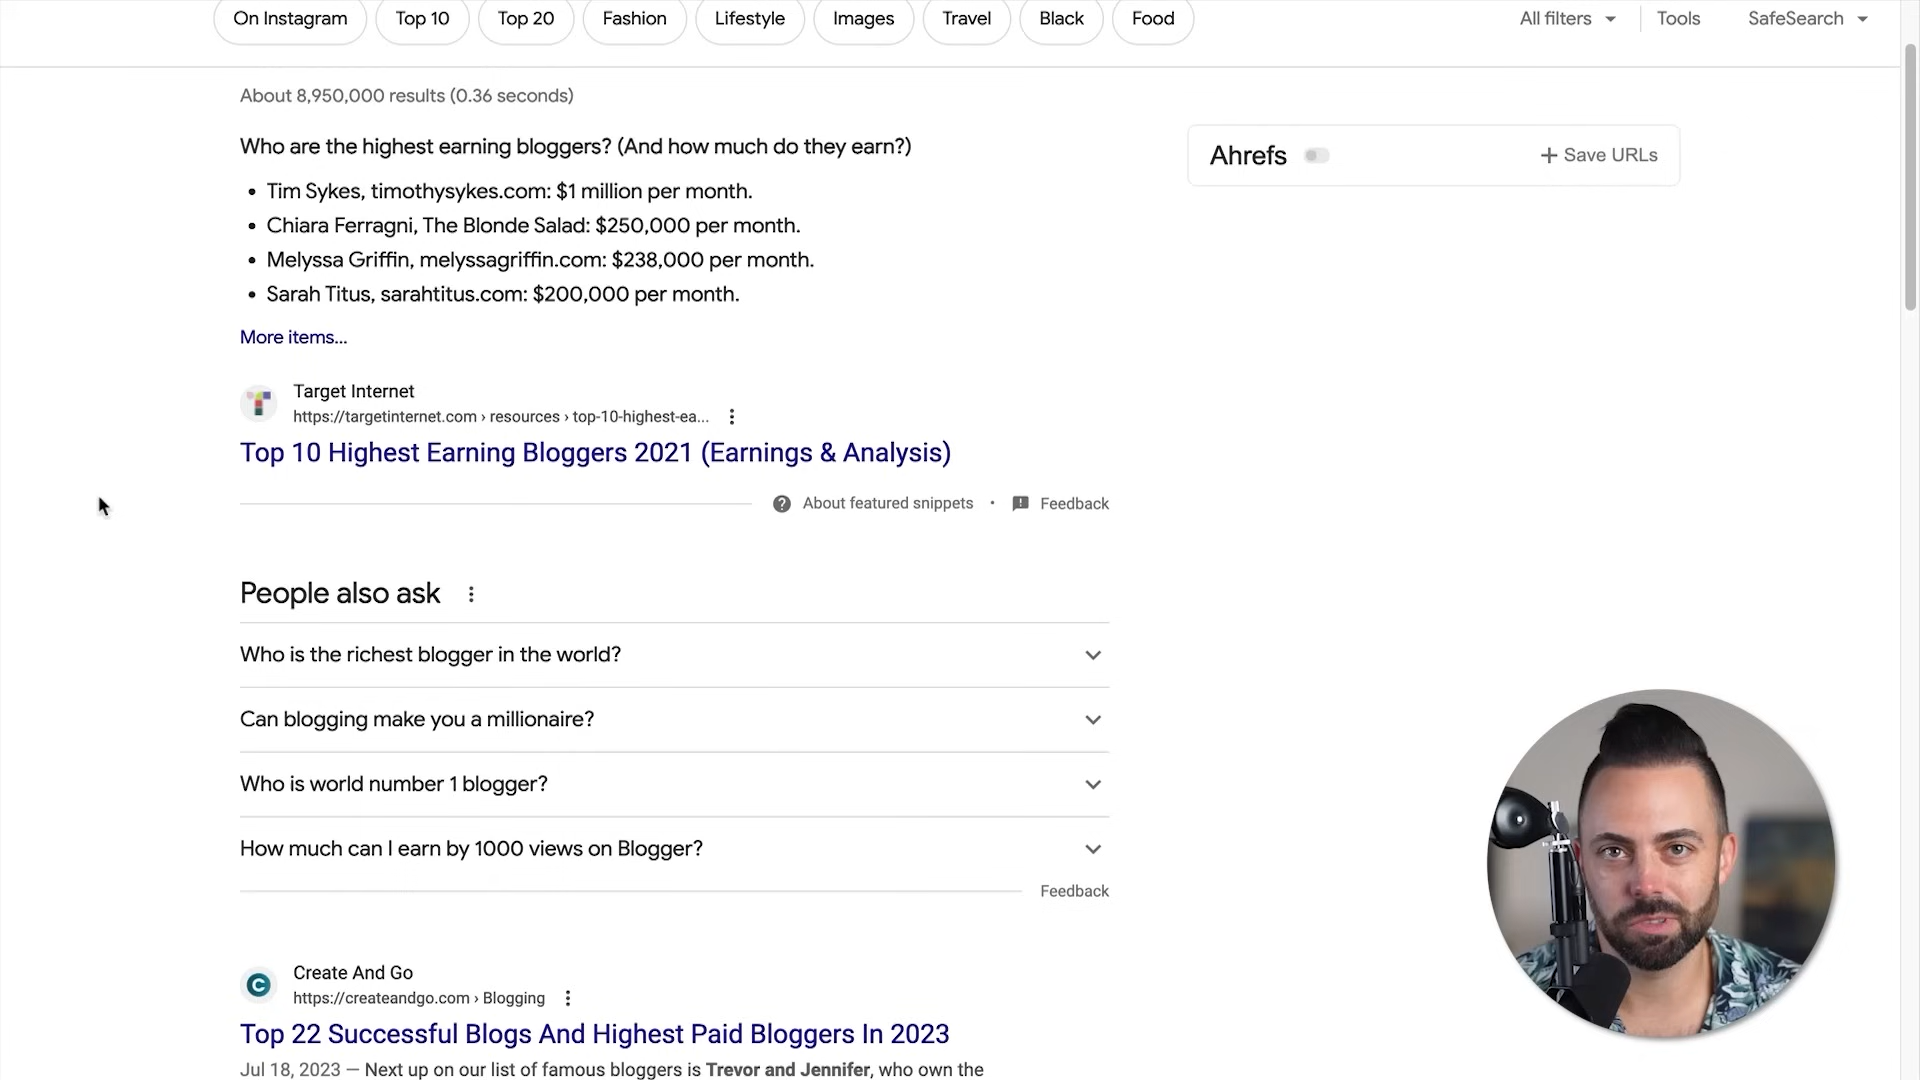 On Instagram Top 10 Top 20 Fashion Lifestyle Images Travel Black Food All filters Tools SafeSearch
About 8,950,000 results (0.36 seconds)
Who are the highest earning bloggers? (And how much do they earn?)
Ahrefs + Save URLs
• Tim Sykes, timothysykes.com: $1 million per month.
• Chiara Ferragni, The Blonde Salad: $250,000 per month.
• Melyssa Griffin, melyssagriffin.com: $238,000 per month.
• Sarah Titus, sarahtitus.com: $200,000 per month.
More items...
Target Internet
https://targetinternet.com › resources › top-10-highest-ea...
Top 10 Highest Earning Bloggers 2021 (Earnings & Analysis)
About featured snippets • Feedback
People also ask
Who is the richest blogger in the world?
Can blogging make you a millionaire?
Who is world number 1 blogger?
How much can I earn by 1000 views on Blogger?
Feedback
C
Create And Go
https://createandgo.com › Blogging
Top 22 Successful Blogs And Highest Paid Bloggers In 2023
Jul 18, 2023 — Next up on our list of famous bloggers is Trevor and Jennifer, who own the